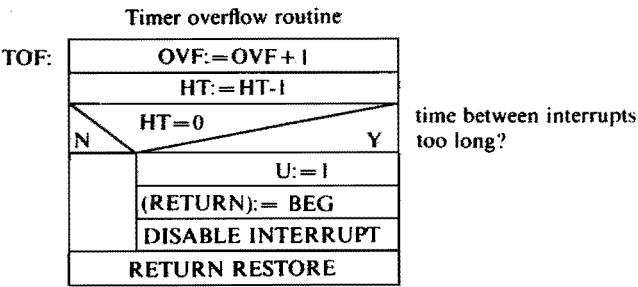 Timer overflow routine
TOF:
OVF:=OVF+1
HT:=HT-1
HT=0
N
Y
time between interrupts
too long?
U:=1
(RETURN):= BEG
DISABLE INTERRUPT
RETURN RESTORE